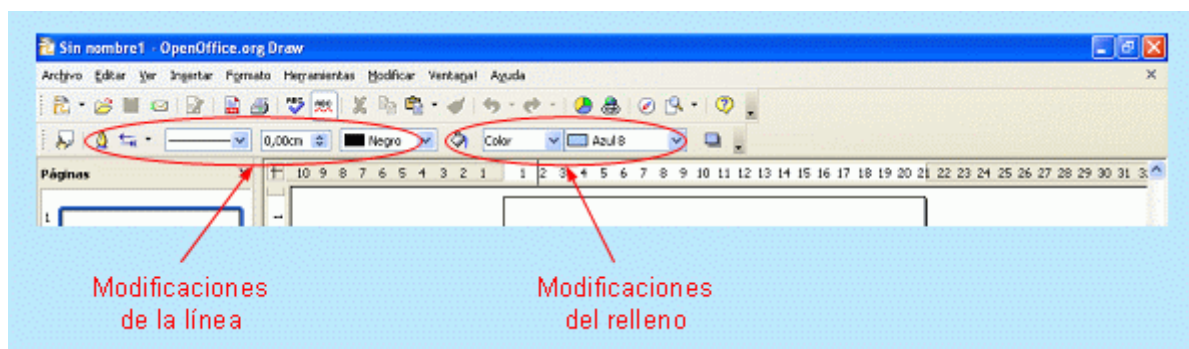 Sin nombre1 - OpenOffice.org Draw
Archivo Editar Ver Insertar Formato Herramientas Modificar Ventana! Ayuda
ABC ABC
0,00cm Negro Color Azul 8
Páginas
10 9 8 7 6 5 4 3 2 1 1 2 3 4 5 6 7 8 9 10 11 12 13 14 15 16 17 18 19 20 21 22 23 24 25 26 27 28 29 30 31
1
Modificaciones
de la línea
Modificaciones
del relleno